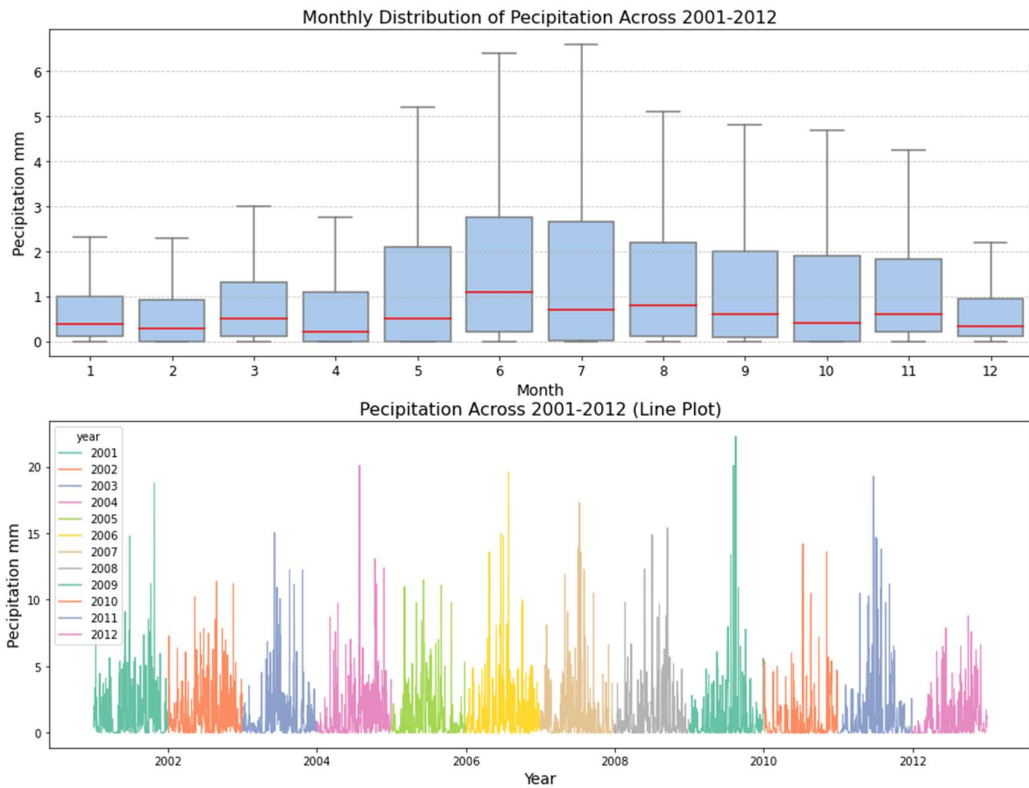 Monthly Distribution of Pecipitation Across 2001-2012
Pecipitation mm
6
5
4
3
2
1
0
1 2 3 4 5 6 7 8 9 10 11 12
Month
Pecipitation Across 2001-2012 (Line Plot)
Pecipitation mm
20
15
10
5
0
year
2001
2002
2003
2004
2005
2006
2007
2008
2009
2010
2011
2012
2002 2004 2006 2008 2010 2012
Year